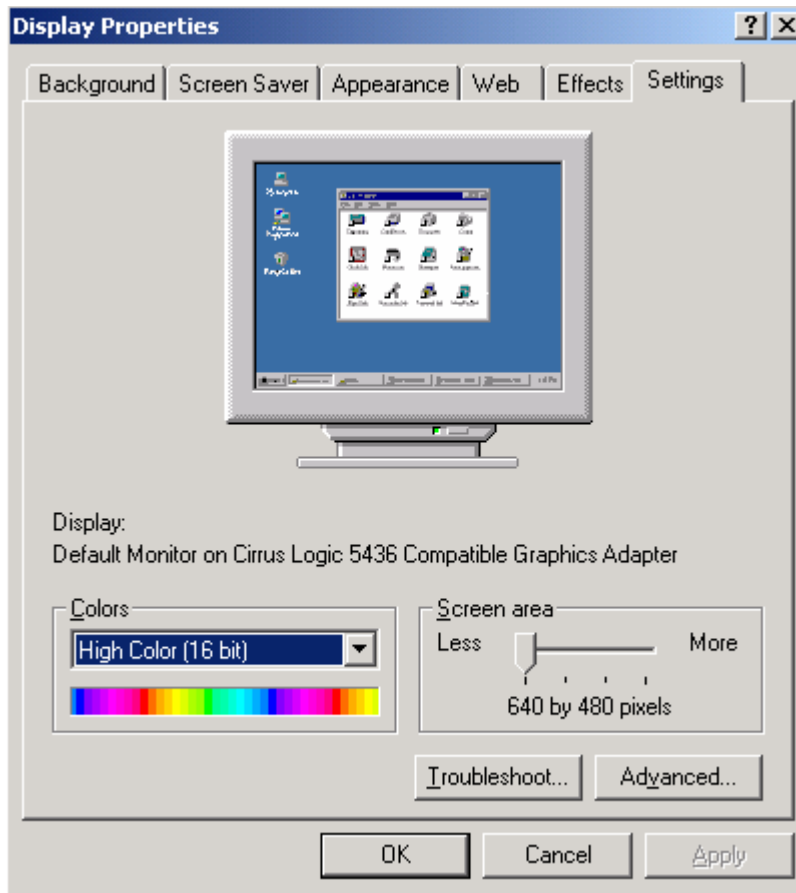 Display Properties
Background Screen Saver Appearance Web Effects Settings
Display:
Default Monitor on Cirrus Logic 5436 Compatible Graphics Adapter
Colors
High Color (16 bit)
Screen area
Less More
640 by 480 pixels
Troubleshoot... Advanced...
OK Cancel Apply